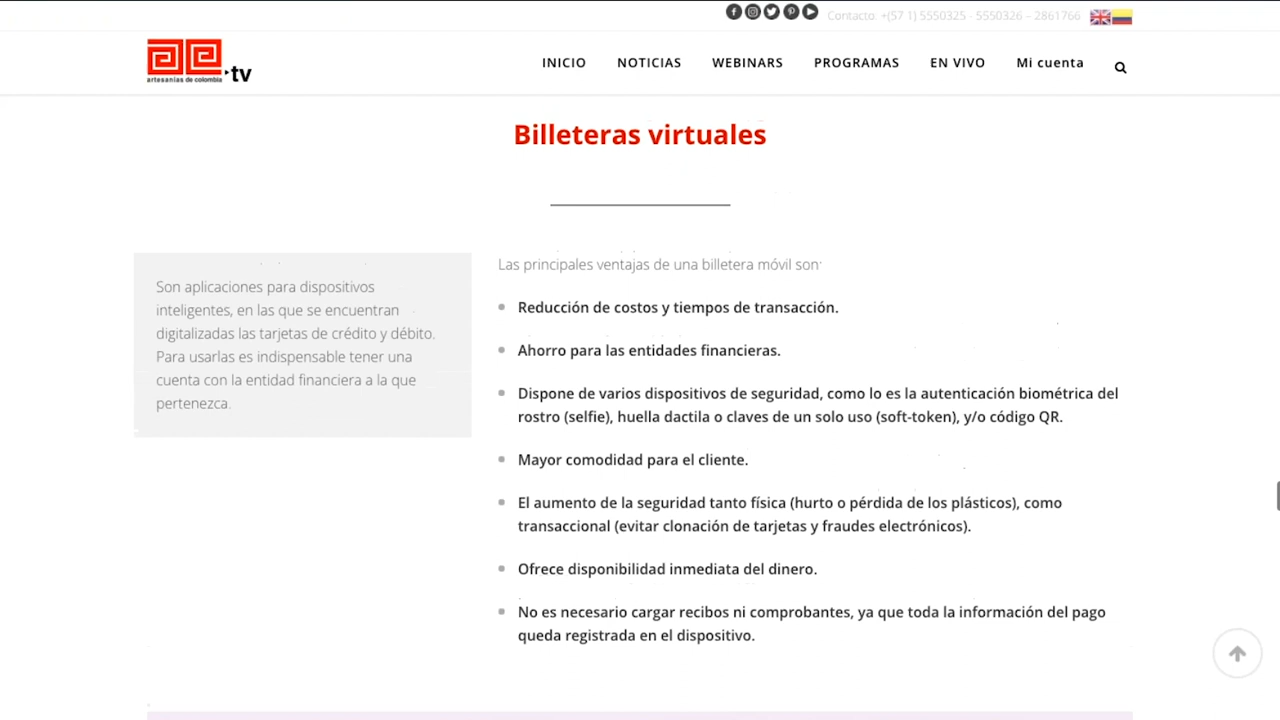 Contacto: +(57 1) 5550325 - 5550326 – 2861766
artesanías de colombia
.tv
INICIO NOTICIAS WEBINARS PROGRAMAS EN VIVO Mi cuenta
Billeteras virtuales
Son aplicaciones para dispositivos
inteligentes, en las que se encuentran
digitalizadas las tarjetas de crédito y débito.
Para usarlas es indispensable tener una
cuenta con la entidad financiera a la que
pertenezca.
Las principales ventajas de una billetera móvil son:
Reducción de costos y tiempos de transacción.
Ahorro para las entidades financieras.
Dispone de varios dispositivos de seguridad, como lo es la autenticación biométrica del
rostro (selfie), huella dactila o claves de un solo uso (soft-token), y/o código QR.
Mayor comodidad para el cliente.
El aumento de la seguridad tanto física (hurto o pérdida de los plásticos), como
transaccional (evitar clonación de tarjetas y fraudes electrónicos).
Ofrece disponibilidad inmediata del dinero.
No es necesario cargar recibos ni comprobantes, ya que toda la información del pago
queda registrada en el dispositivo.